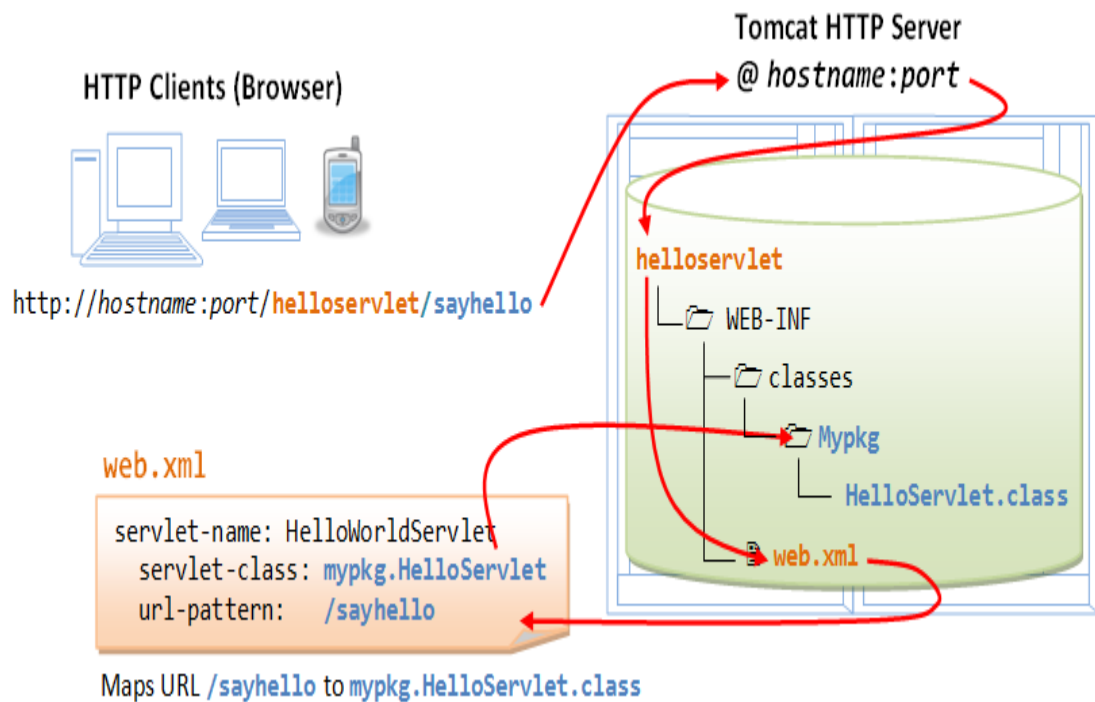 HTTP Clients (Browser)
http://hostname:port/helloservlet/sayhello
Tomcat HTTP Server
@ hostname:port
helloservlet
WEB-INF
classes
Mypkg
HelloServlet.class
web.xml
web.xml
servlet-name: HelloWorldServlet
servlet-class: mypkg.HelloServlet
url-pattern: /sayhello
Maps URL /sayhello to mypkg.HelloServlet.class